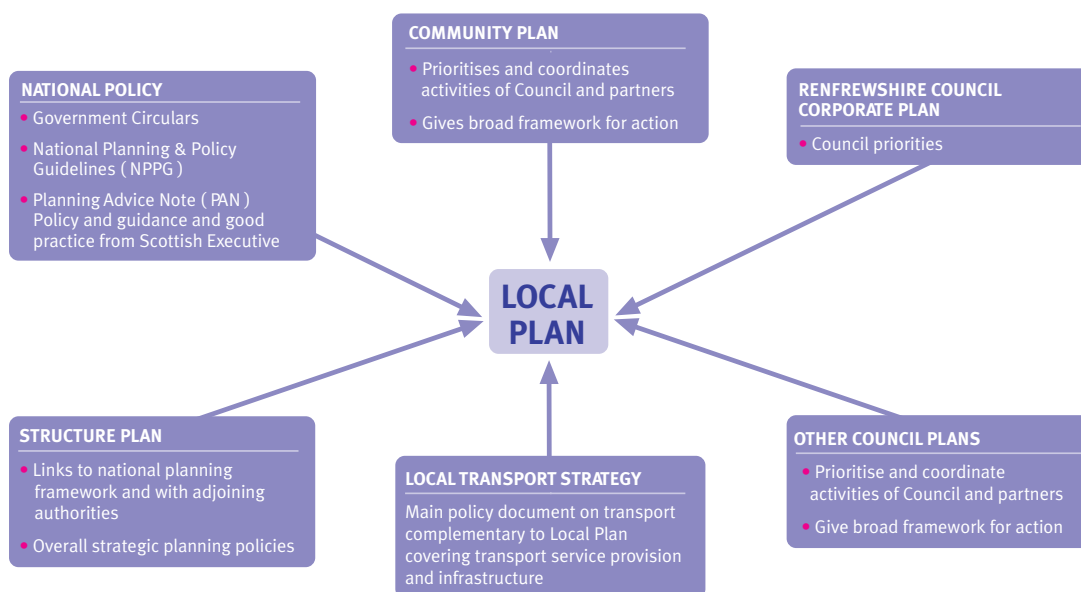 COMMUNITY PLAN
• Prioritises and coordinates
activities of Council and partners
• Gives broad framework for action
NATIONAL POLICY
• Government Circulars
• National Planning & Policy
Guidelines ( NPPG )
• Planning Advice Note ( PAN )
Policy and guidance and good
practice from Scottish Executive
RENFREWSHIRE COUNCIL
CORPORATE PLAN
• Council priorities
LOCAL
PLAN
STRUCTURE PLAN
• Links to national planning
framework and with adjoining
authorities
• Overall strategic planning policies
LOCAL TRANSPORT STRATEGY
Main policy document on transport
complementary to Local Plan
covering transport service provision
and infrastructure
OTHER COUNCIL PLANS
• Prioritise and coordinate
activities of Council and partners
• Give broad framework for action